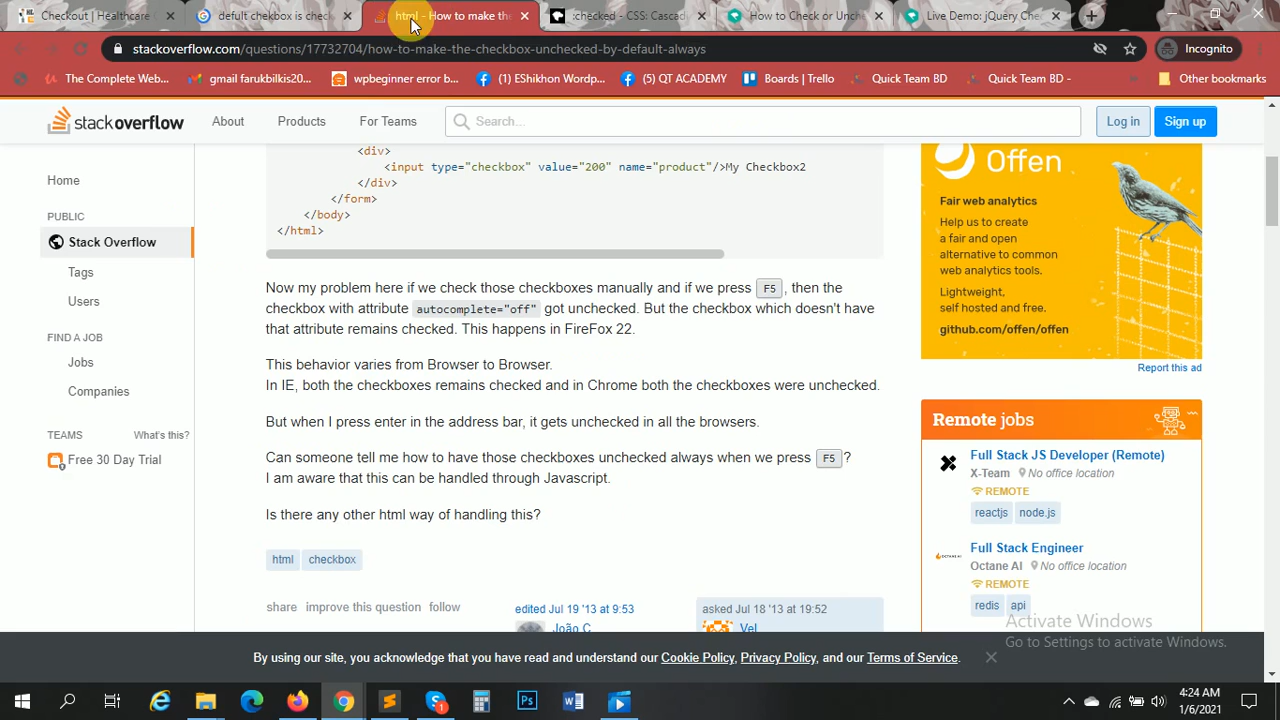 Checkout | Healthcare
defult chekbox is check
html - How to make the
:checked - CSS: Cascad
How to Check or Unche
Live Demo: jQuery Chec
stackoverflow.com/questions/17732704/how-to-make-the-checkbox-unchecked-by-default-always
Incognito
The Complete Web...
gmail farukbilkis20...
wpbeginner error b...
(1) EShikhon Wordp...
(5) QT ACADEMY
Boards | Trello
Quick Team BD
Quick Team BD -
Other bookmarks
stackoverflow
About
Products
For Teams
Search...
Log in
Sign up
Home
PUBLIC
Stack Overflow
Tags
Users
FIND A JOB
Jobs
Companies
TEAMS
What's this?
Free 30 Day Trial
<div>
<input type="checkbox" value="200" name="product"/>My Checkbox2
</div>
</form>
</body>
</html>
Now my problem here if we check those checkboxes manually and if we press F5, then the
checkbox with attribute autocomplete="off" got unchecked. But the checkbox which doesn't have
that attribute remains checked. This happens in FireFox 22.
This behavior varies from Browser to Browser.
In IE, both the checkboxes remains checked and in Chrome both the checkboxes were unchecked.
But when I press enter in the address bar, it gets unchecked in all the browsers.
Can someone tell me how to have those checkboxes unchecked always when we press F5?
I am aware that this can be handled through Javascript.
Is there any other html way of handling this?
html
checkbox
share improve this question follow
edited Jul 19 '13 at 9:53
João C
asked Jul 18 '13 at 19:52
Vel
Offen
Fair web analytics
Help us to create
a fair and open
alternative to common
web analytics tools.
Lightweight,
self hosted and free.
github.com/offen/offen
Report this ad
Remote jobs
Full Stack JS Developer (Remote)
X-Team
No office location
REMOTE
reactjs
node.js
Full Stack Engineer
Octane AI
No office location
REMOTE
redis
api
Activate Windows
Go to Settings to activate Windows.
By using our site, you acknowledge that you have read and understand our Cookie Policy, Privacy Policy, and our Terms of Service.
4:24 AM
1/6/2021